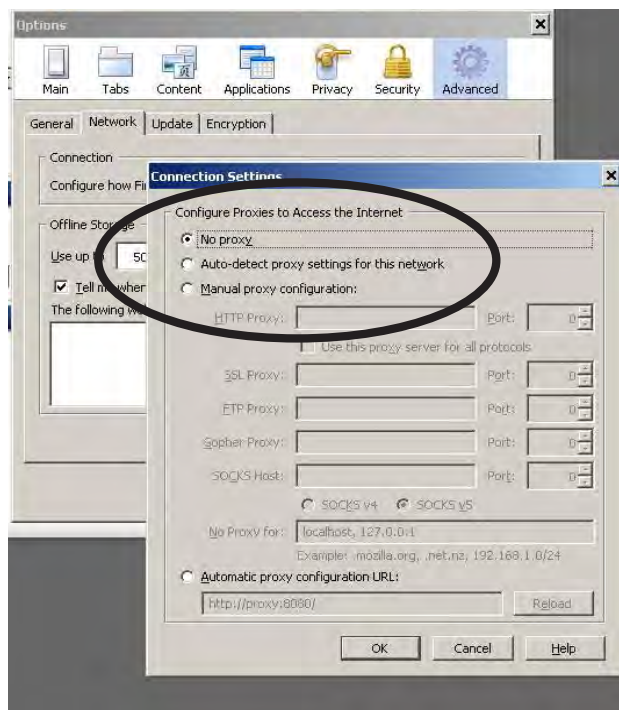 Options
Main Tabs Content Applications Privacy Security Advanced
General Network Update Encryption
Connection
Configure how Fi
Offline Storage
Use up to 50
Tell me when
The following we
Connection Settings
Configure Proxies to Access the Internet
No proxy
Auto-detect proxy settings for this network
Manual proxy configuration:
HTTP Proxy: Port: 0
Use this proxy server for all protocols
SSL Proxy: Port: 0
FTP Proxy: Port: 0
Gopher Proxy: Port: 0
SOCKS Host: Port: 0
SOCKS v4 SOCKS v5
No Proxy for: localhost, 127.0.0.1
Example: .mozilla.org, .net.nz, 192.168.1.0/24
Automatic proxy configuration URL:
http://proxy:8080/ Reload
OK Cancel Help